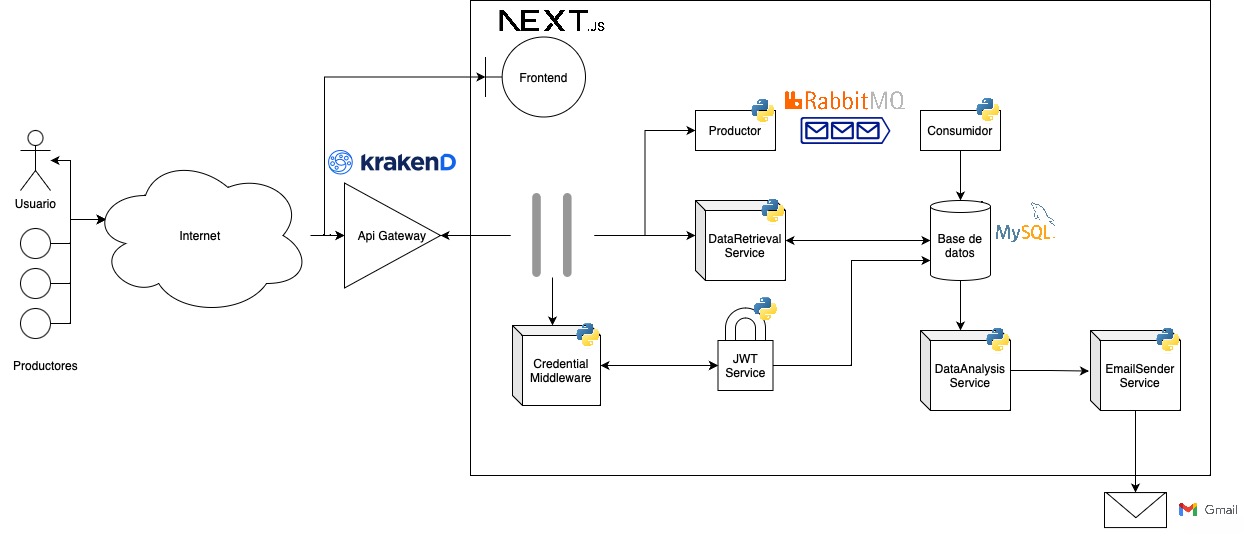 NEXT.JS
Frontend
RabbitMQ
Productor
Consumidor
krakenD
Usuario
Internet
Api Gateway
DataRetrieval
Service
Base de
datos
MySQL
Productores
Credential
Middleware
JWT
Service
DataAnalysis
Service
EmailSender
Service
Gmail